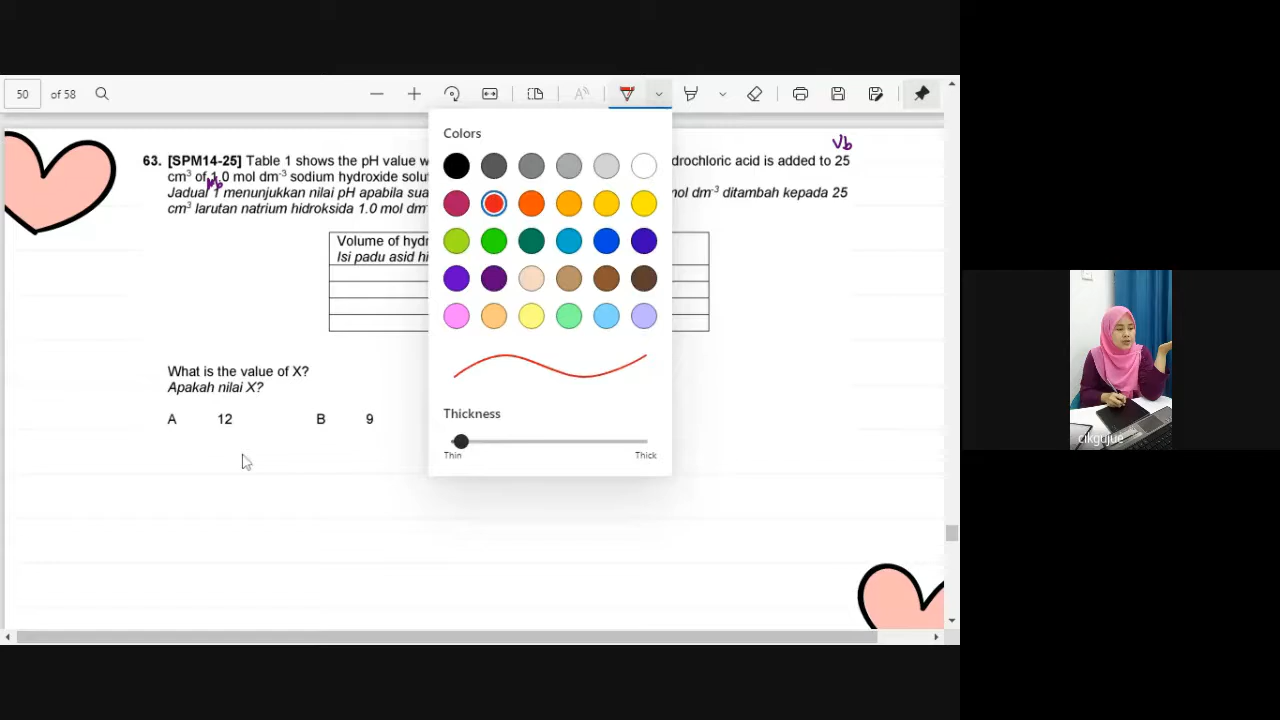 50 of 58
Colors
Vb
63. [SPM14-25] Table 1 shows the pH value w drochloric acid is added to 25
cm³ of 1.0 mol dm⁻³ sodium hydroxide solu
Mb
Jadual 1 menunjukkan nilai pH apabila sua mol dm⁻³ ditambah kepada 25
cm³ larutan natrium hidroksida 1.0 mol dm
Volume of hydr
Isi padu asid hi
What is the value of X?
Apakah nilai X?
A 12 B 9
Thickness
Thin Thick
cikgujue